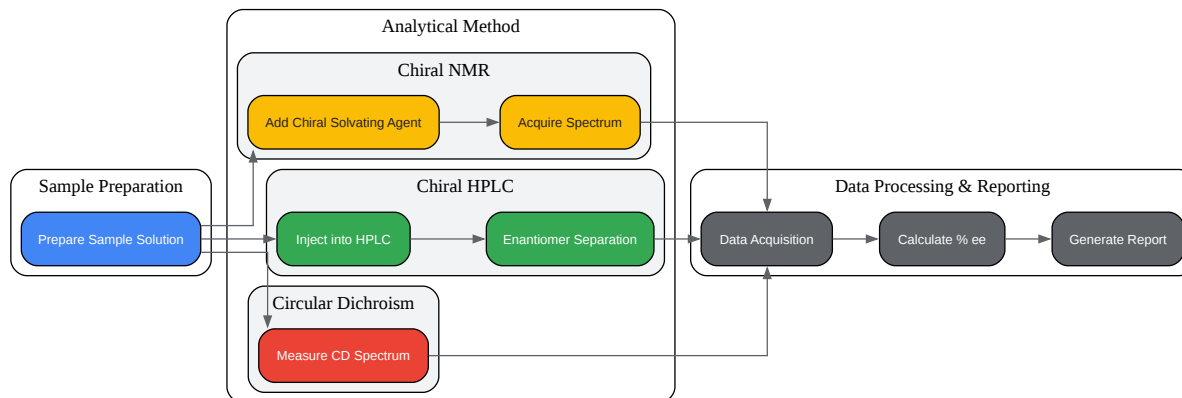 Analytical Method
Chiral NMR
Add Chiral Solvating Agent
Acquire Spectrum
Sample Preparation
Prepare Sample Solution
Chiral HPLC
Inject into HPLC
Enantiomer Separation
Circular Dichroism
Measure CD Spectrum
Data Processing & Reporting
Data Acquisition
Calculate % ee
Generate Report